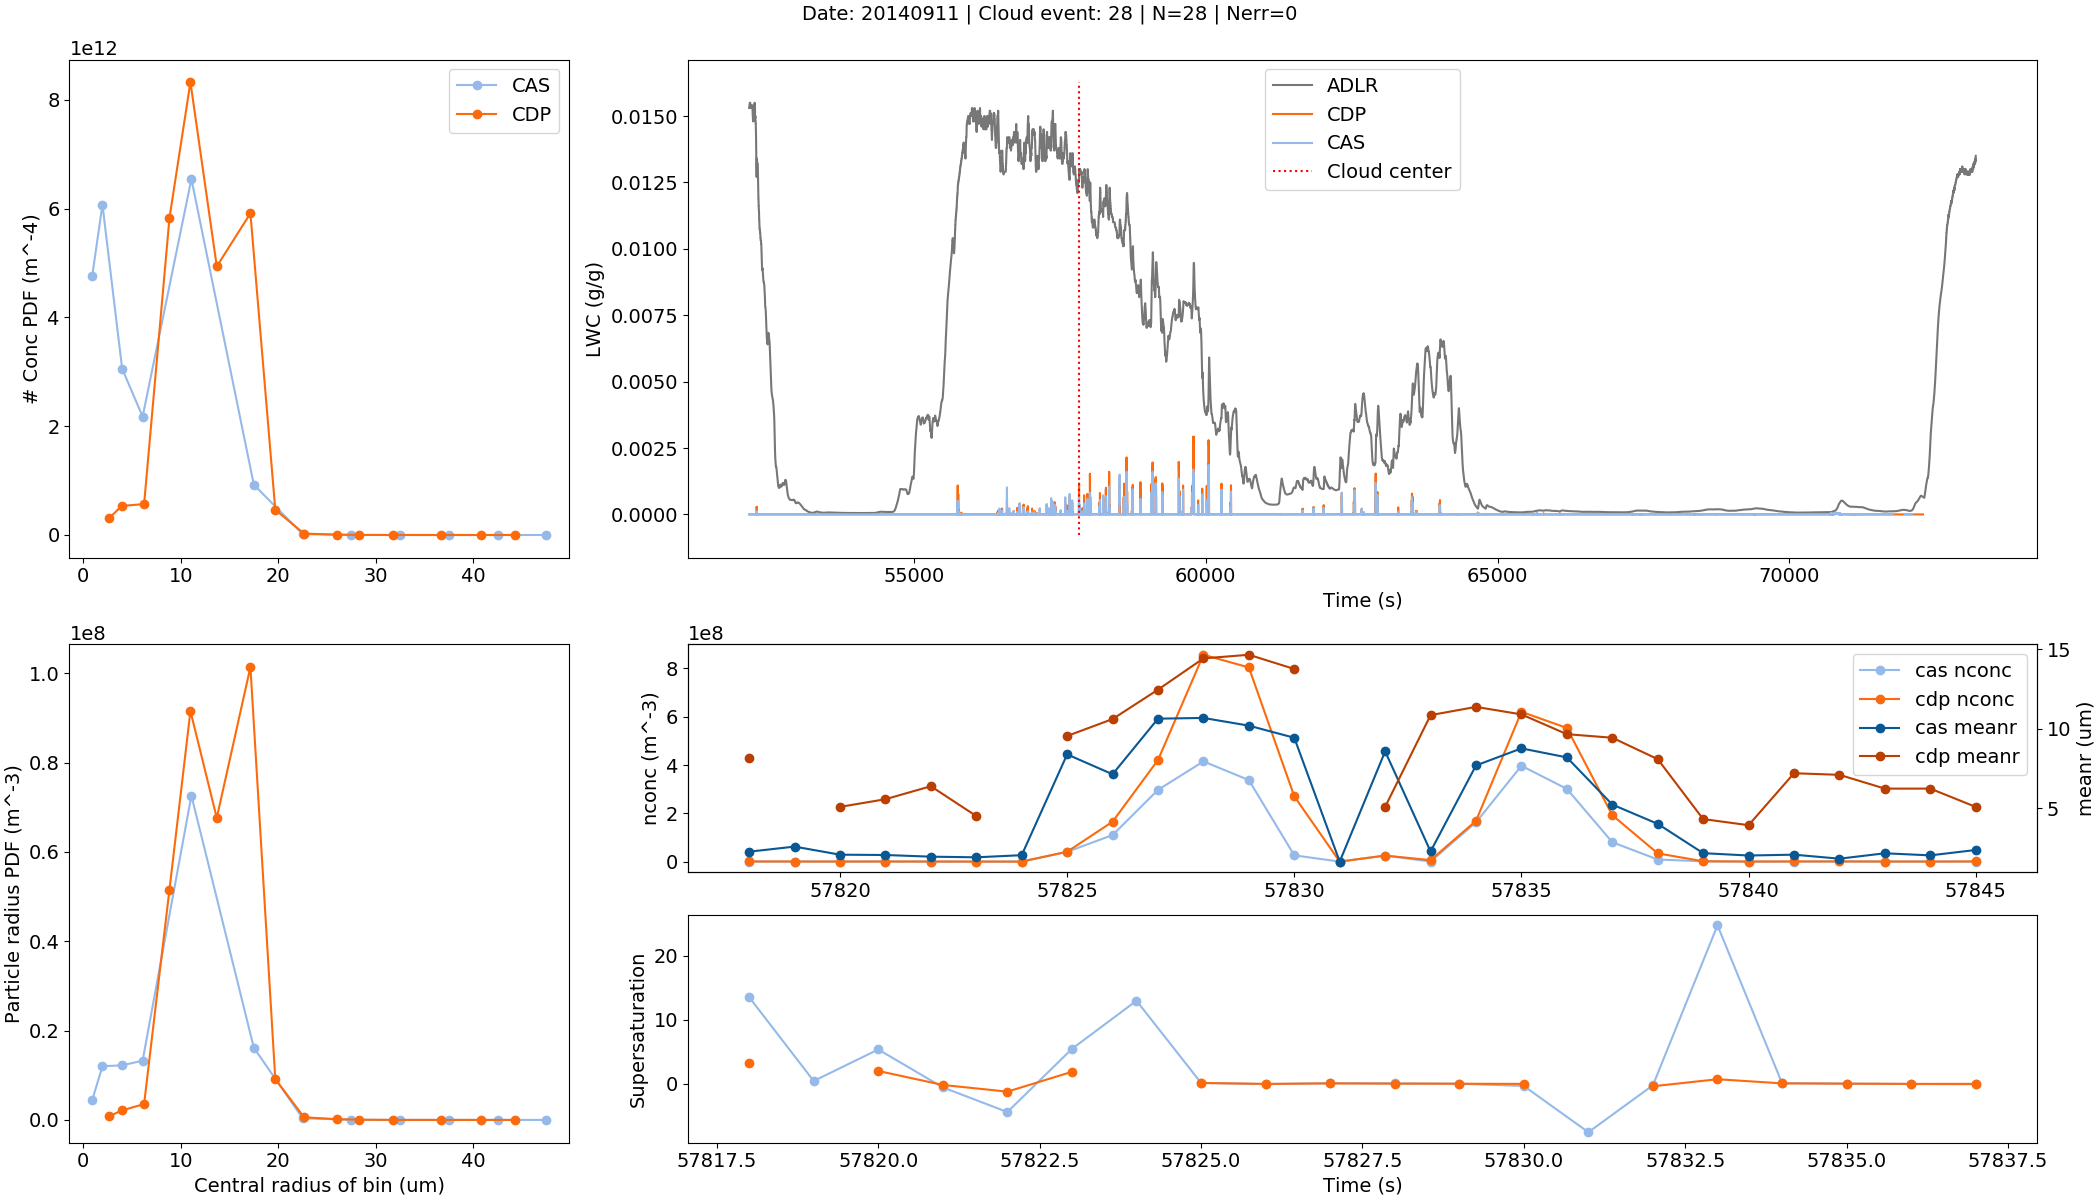 Date: 20140911 | Cloud event: 28 | N=28 | Nerr=0
1e12
# Conc PDF (m^-4)
8
6
4
2
0
0 10 20 30 40
CAS
CDP
LWC (g/g)
0.0150
0.0125
0.0100
0.0075
0.0050
0.0025
0.0000
55000 60000 65000 70000
Time (s)
ADLR
CDP
CAS
Cloud center
1e8
Particle radius PDF (m^-3)
1.0
0.8
0.6
0.4
0.2
0.0
0 10 20 30 40
Central radius of bin (um)
1e8
nconc (m^-3)
8
6
4
2
0
57820 57825 57830 57835 57840 57845
15
10
5
meanr (um)
cas nconc
cdp nconc
cas meanr
cdp meanr
Supersaturation
20
10
0
57817.5 57820.0 57822.5 57825.0 57827.5 57830.0 57832.5 57835.0 57837.5
Time (s)